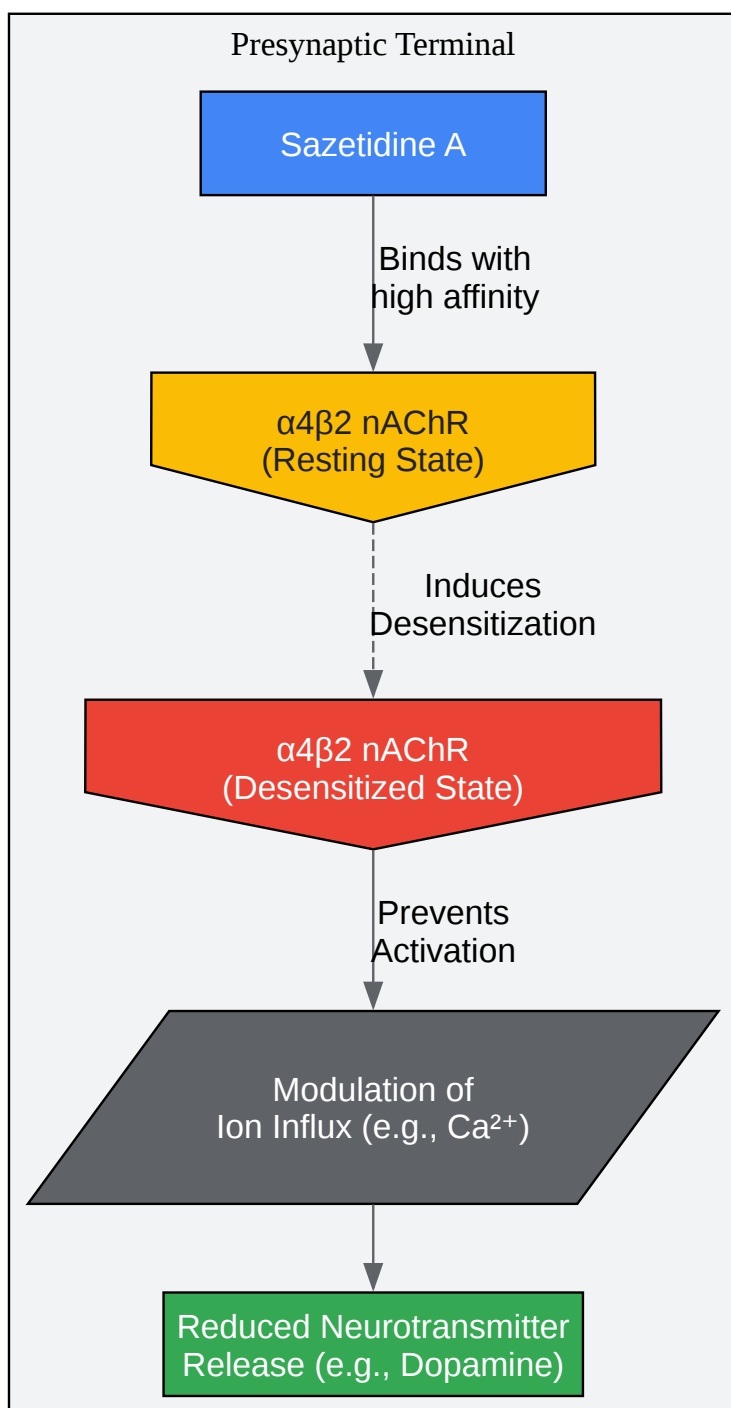 Presynaptic Terminal
Sazetidine A
Binds with
high affinity
α4β2 nAChR
(Resting State)
Induces
Desensitization
α4β2 nAChR
(Desensitized State)
Prevents
Activation
Modulation of
Ion Influx (e.g., Ca²⁺)
Reduced Neurotransmitter
Release (e.g., Dopamine)